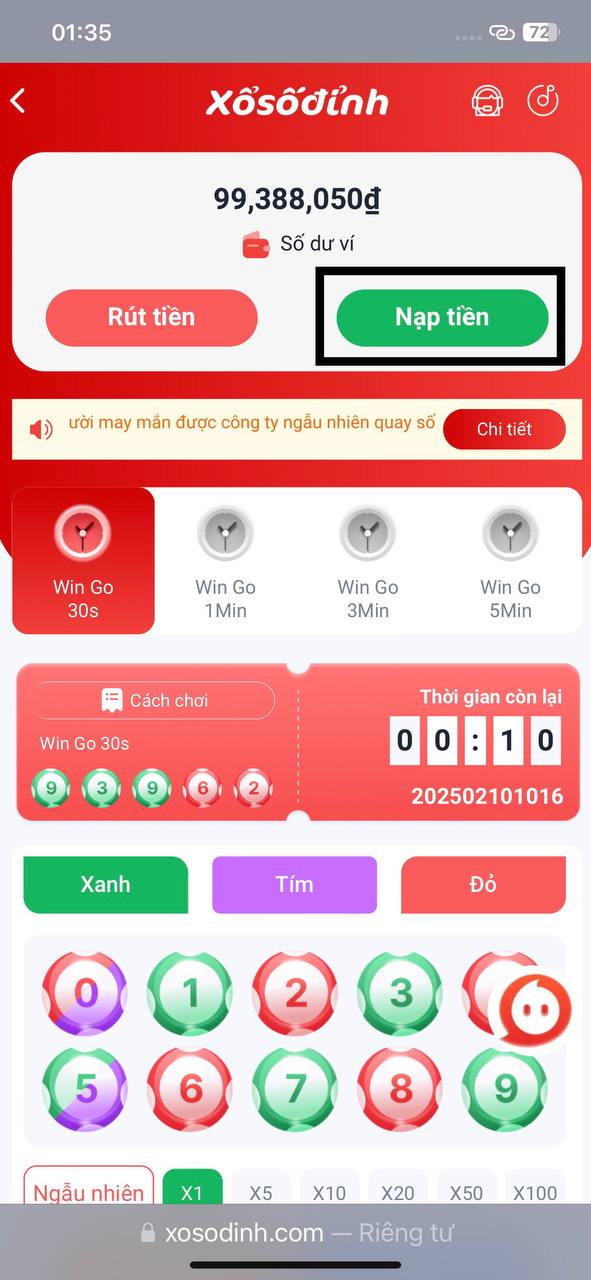 01:35
72
Xổsốđỉnh
99,388,050₫
Số dư ví
Rút tiền
Nạp tiền
ười may mắn được công ty ngẫu nhiên quay số
Chi tiết
Win Go 30s
Win Go 1Min
Win Go 3Min
Win Go 5Min
Cách chơi
Thời gian còn lại
Win Go 30s
0 0 : 1 0
9 3 9 6 2
202502101016
Xanh
Tím
Đỏ
0 1 2 3
5 6 7 8 9
Ngẫu nhiên
X1
X5
X10
X20
X50
X100
xosodinh.com — Riêng tư